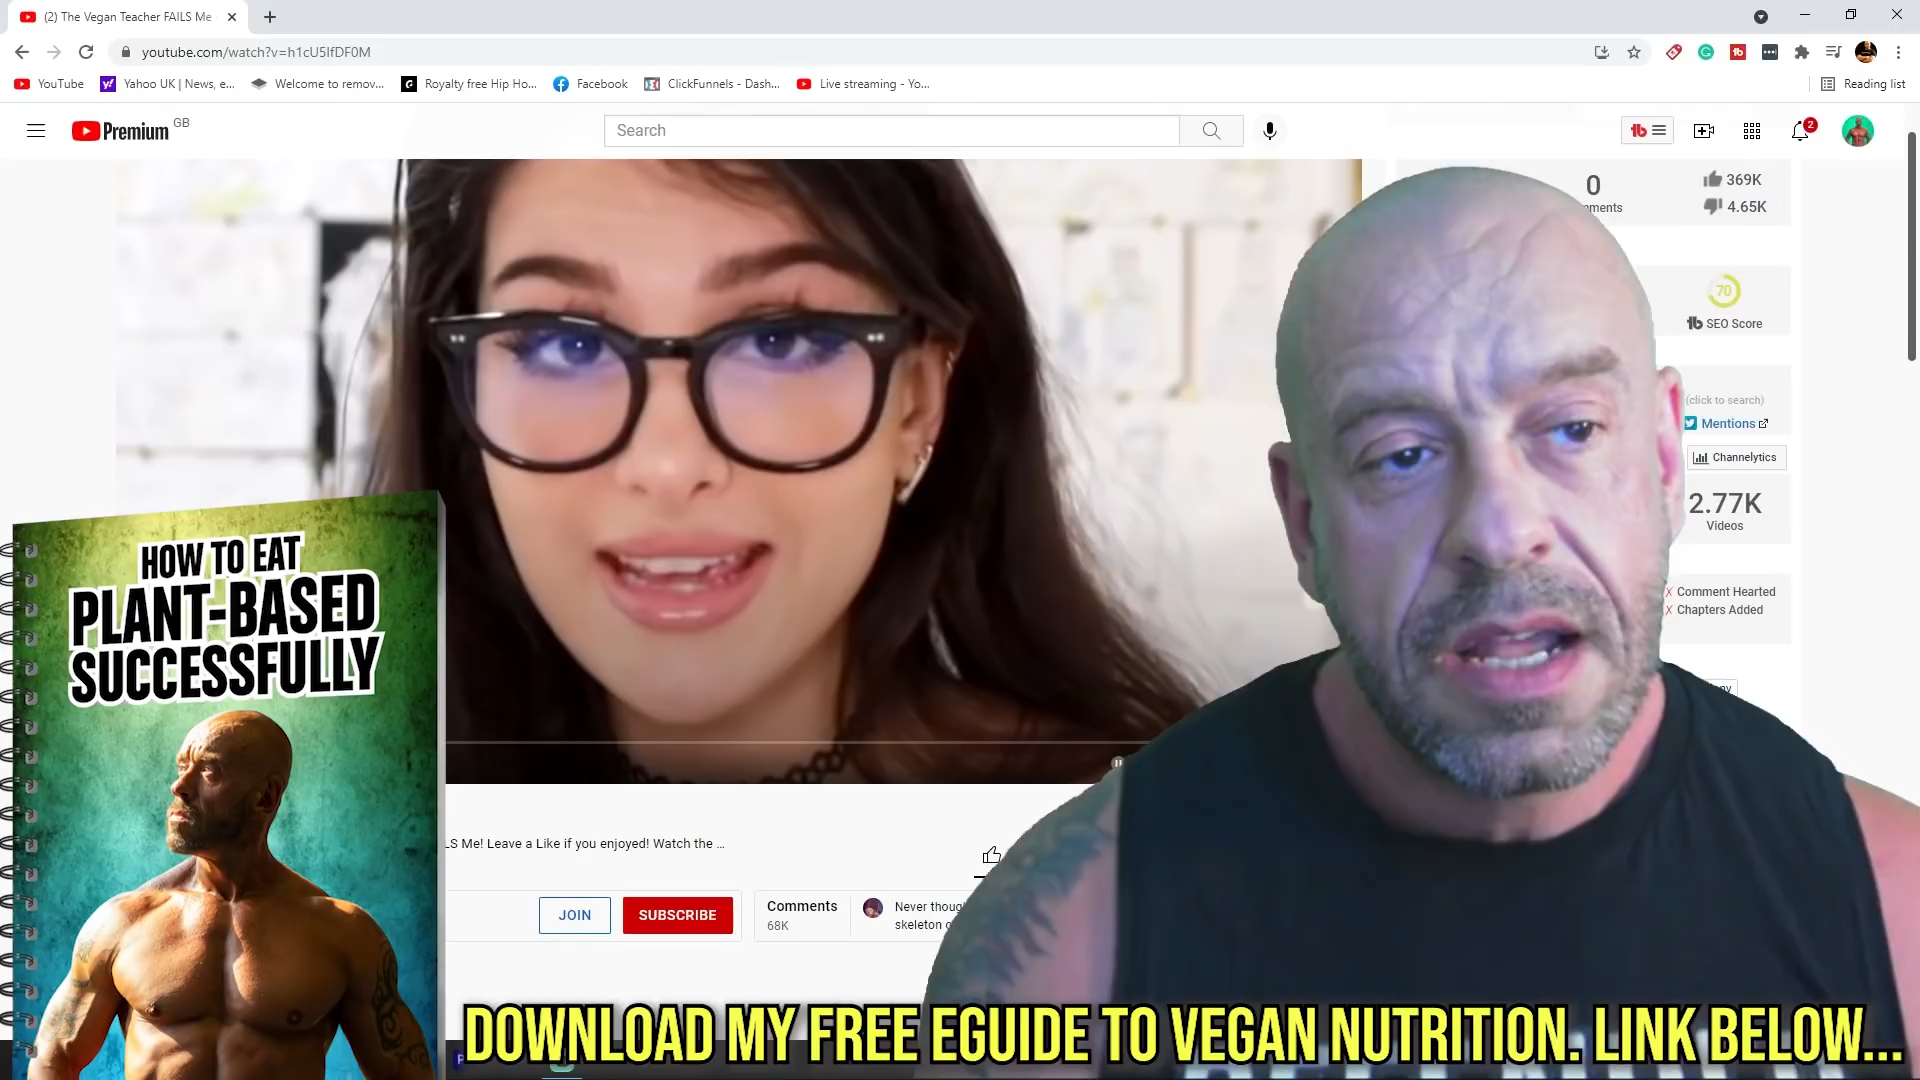 (2) The Vegan Teacher FAILS Me
youtube.com/watch?v=h1cU5lfDF0M
YouTube
Yahoo UK | News, e...
Welcome to remov...
Royalty free Hip Ho...
Facebook
ClickFunnels - Dash...
Live streaming - Yo...
Reading list
Premium GB
Search
2
0
369K
4.65K
70
SEO Score
(click to search)
Mentions
Channelytics
2.77K
Videos
X Comment Hearted
X Chapters Added
HOW TO EAT
PLANT-BASED
SUCCESSFULLY
LS Me! Leave a Like if you enjoyed! Watch the ...
JOIN
SUBSCRIBE
Comments
68K
Never
skeleton
DOWNLOAD MY FREE EGUIDE TO VEGAN NUTRITION. LINK BELOW...